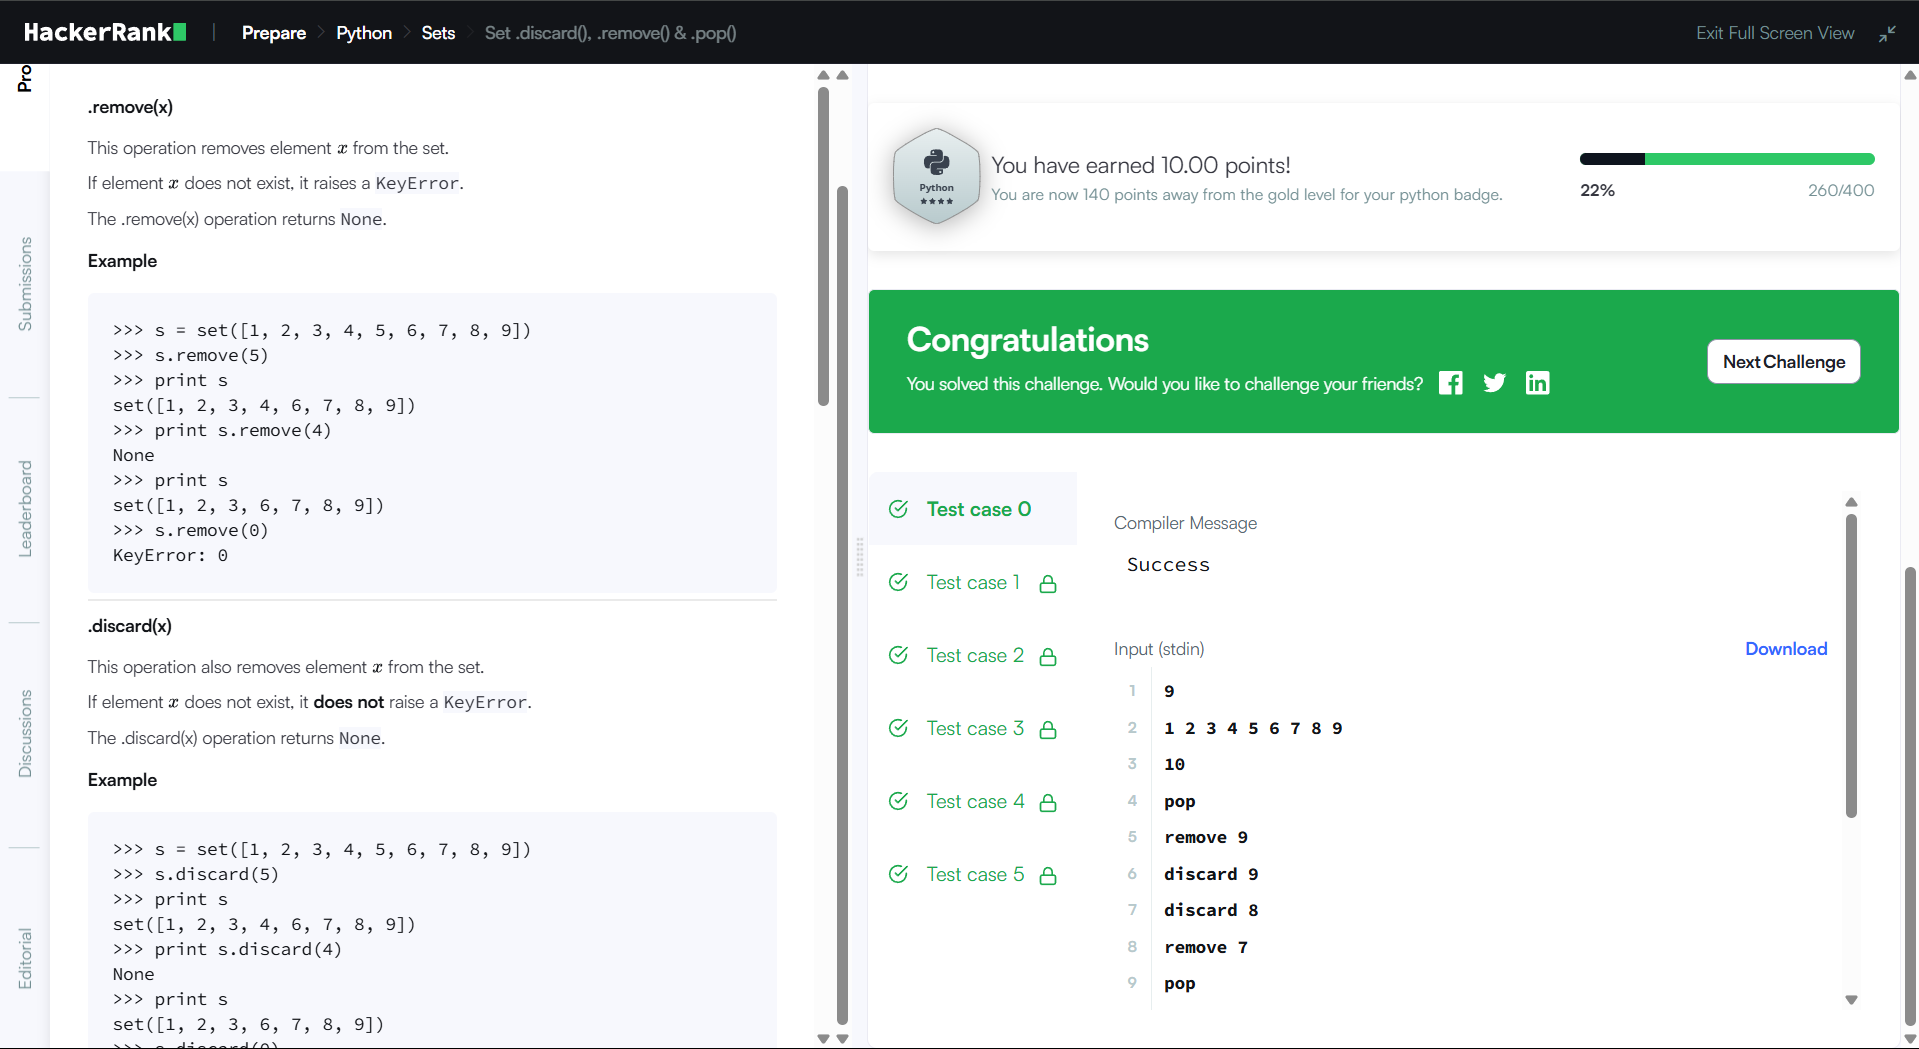 HackerRank | Prepare > Python > Sets > Set .discard(), .remove() & .pop()
Exit Full Screen View
Pro
Submissions
Leaderboard
Discussions
Editorial
.remove(x)
This operation removes element x from the set.
If element x does not exist, it raises a KeyError.
The .remove(x) operation returns None.
Example
>>> s = set([1, 2, 3, 4, 5, 6, 7, 8, 9])
>>> s.remove(5)
>>> print s
set([1, 2, 3, 4, 6, 7, 8, 9])
>>> print s.remove(4)
None
>>> print s
set([1, 2, 3, 6, 7, 8, 9])
>>> s.remove(0)
KeyError: 0
.discard(x)
This operation also removes element x from the set.
If element x does not exist, it does not raise a KeyError.
The .discard(x) operation returns None.
Example
>>> s = set([1, 2, 3, 4, 5, 6, 7, 8, 9])
>>> s.discard(5)
>>> print s
set([1, 2, 3, 4, 6, 7, 8, 9])
>>> print s.discard(4)
None
>>> print s
set([1, 2, 3, 6, 7, 8, 9])
>>> s.discard(0)
Python
You have earned 10.00 points!
You are now 140 points away from the gold level for your python badge.
22%
260/400
Congratulations
You solved this challenge. Would you like to challenge your friends?
Next Challenge
Test case 0
Test case 1
Test case 2
Test case 3
Test case 4
Test case 5
Compiler Message
Success
Input (stdin)
Download
1 9
2 1 2 3 4 5 6 7 8 9
3 10
4 pop
5 remove 9
6 discard 9
7 discard 8
8 remove 7
9 pop